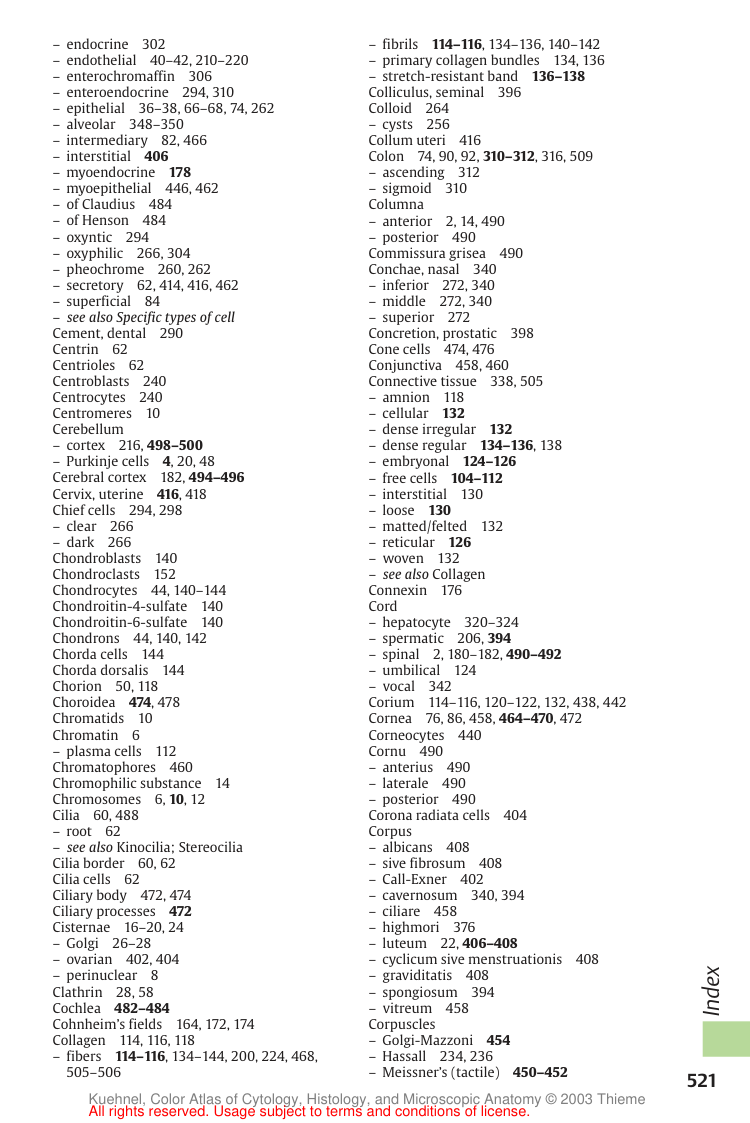 – endocrine 302
– endothelial 40–42, 210–220
– enterochromaffin 306
– enteroendocrine 294, 310
– epithelial 36–38, 66–68, 74, 262
– alveolar 348–350
– intermediary 82, 466
– interstitial 406
– myoendocrine 178
– myoepithelial 446, 462
– of Claudius 484
– of Henson 484
– oxyntic 294
– oxyphilic 266, 304
– pheochrome 260, 262
– secretory 62, 414, 416, 462
– superficial 84
– see also Specific types of cell
Cement, dental 290
Centrin 62
Centrioles 62
Centroblasts 240
Centrocytes 240
Centromeres 10
Cerebellum
– cortex 216, 498–500
– Purkinje cells 4, 20, 48
Cerebral cortex 182, 494–496
Cervix, uterine 416, 418
Chief cells 294, 298
– clear 266
– dark 266
Chondroblasts 140
Chondroclasts 152
Chondrocytes 44, 140–144
Chondroitin-4-sulfate 140
Chondroitin-6-sulfate 140
Chondrons 44, 140, 142
Chorda cells 144
Chorda dorsalis 144
Chorion 50, 118
Choroidea 474, 478
Chromatids 10
Chromatin 6
– plasma cells 112
Chromatophores 460
Chromophilic substance 14
Chromosomes 6, 10, 12
Cilia 60, 488
– root 62
– see also Kinocilia; Stereocilia
Cilia border 60, 62
Cilia cells 62
Ciliary body 472, 474
Ciliary processes 472
Cisternae 16–20, 24
– Golgi 26–28
– ovarian 402, 404
– perinuclear 8
Clathrin 28, 58
Cochlea 482–484
Cohnheim's fields 164, 172, 174
Collagen 114, 116, 118
– fibers 114–116, 134–144, 200, 224, 468,
505–506
– fibrils 114–116, 134–136, 140–142
– primary collagen bundles 134, 136
– stretch-resistant band 136–138
Colliculus, seminal 396
Colloid 264
– cysts 256
Collum uteri 416
Colon 74, 90, 92, 310–312, 316, 509
– ascending 312
– sigmoid 310
Columna
– anterior 2, 14, 490
– posterior 490
Commissura grisea 490
Conchae, nasal 340
– inferior 272, 340
– middle 272, 340
– superior 272
Concretion, prostatic 398
Cone cells 474, 476
Conjunctiva 458, 460
Connective tissue 338, 505
– amnion 118
– cellular 132
– dense irregular 132
– dense regular 134–136, 138
– embryonal 124–126
– free cells 104–112
– interstitial 130
– loose 130
– matted/felted 132
– reticular 126
– woven 132
– see also Collagen
Connexin 176
Cord
– hepatocyte 320–324
– spermatic 206, 394
– spinal 2, 180–182, 490–492
– umbilical 124
– vocal 342
Corium 114–116, 120–122, 132, 438, 442
Cornea 76, 86, 458, 464–470, 472
Corneocytes 440
Cornu 490
– anterius 490
– laterale 490
– posterior 490
Corona radiata cells 404
Corpus
– albicans 408
– sive fibrosum 408
– Call-Exner 402
– cavernosum 340, 394
– ciliare 458
– highmori 376
– luteum 22, 406–408
– cyclicum sive menstruationis 408
– graviditatis 408
– spongiosum 394
– vitreum 458
Corpuscles
– Golgi-Mazzoni 454
– Hassall 234, 236
– Meissner's (tactile) 450–452
Index
521
Kuehnel, Color Atlas of Cytology, Histology, and Microscopic Anatomy © 2003 Thieme
All rights reserved. Usage subject to terms and conditions of license.